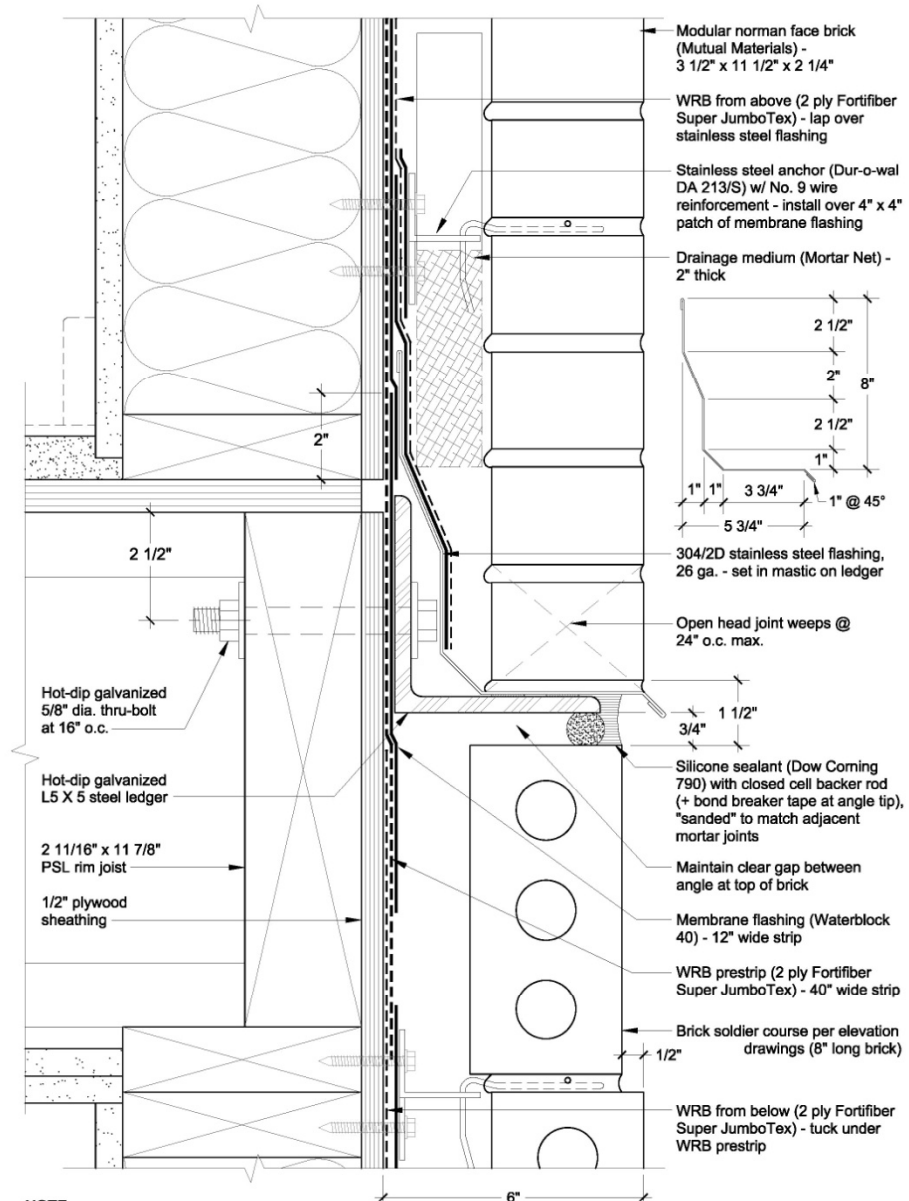 Modular norman face brick
(Mutual Materials) -
3 1/2" x 11 1/2" x 2 1/4"
WRB from above (2 ply Fortifiber
Super JumboTex) - lap over
stainless steel flashing
Stainless steel anchor (Dur-o-wal
DA 213/S) w/ No. 9 wire
reinforcement - install over 4" x 4"
patch of membrane flashing
Drainage medium (Mortar Net) -
2" thick
2 1/2"
2"
8"
2 1/2"
1"
1"
1"
3 3/4"
1" @ 45°
5 3/4"
2"
2 1/2"
304/2D stainless steel flashing,
26 ga. - set in mastic on ledger
Open head joint weeps @
24" o.c. max.
1 1/2"
3/4"
Hot-dip galvanized
5/8" dia. thru-bolt
at 16" o.c.
Hot-dip galvanized
L5 X 5 steel ledger
2 11/16" x 11 7/8"
PSL rim joist
1/2" plywood
sheathing
Silicone sealant (Dow Corning
790) with closed cell backer rod
(+ bond breaker tape at angle tip),
"sanded" to match adjacent
mortar joints
Maintain clear gap between
angle at top of brick
Membrane flashing (Waterblock
40) - 12" wide strip
WRB prestrip (2 ply Fortifiber
Super JumboTex) - 40" wide strip
Brick soldier course per elevation
drawings (8" long brick)
1/2"
WRB from below (2 ply Fortifiber
Super JumboTex) - tuck under
WRB prestrip
6"